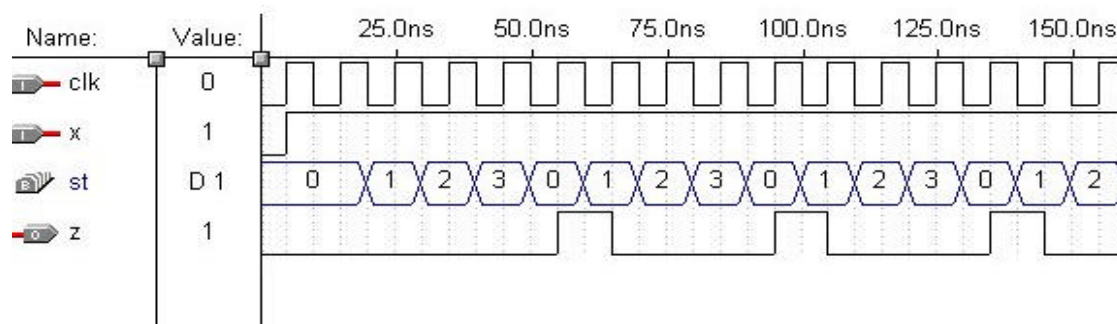 Name: Value: 25.0ns 50.0ns 75.0ns 100.0ns 125.0ns 150.0ns
I clk 0
I x 1
B st D 1 0 1 2 3 0 1 2 3 0 1 2 3 0 1 2
O z 1